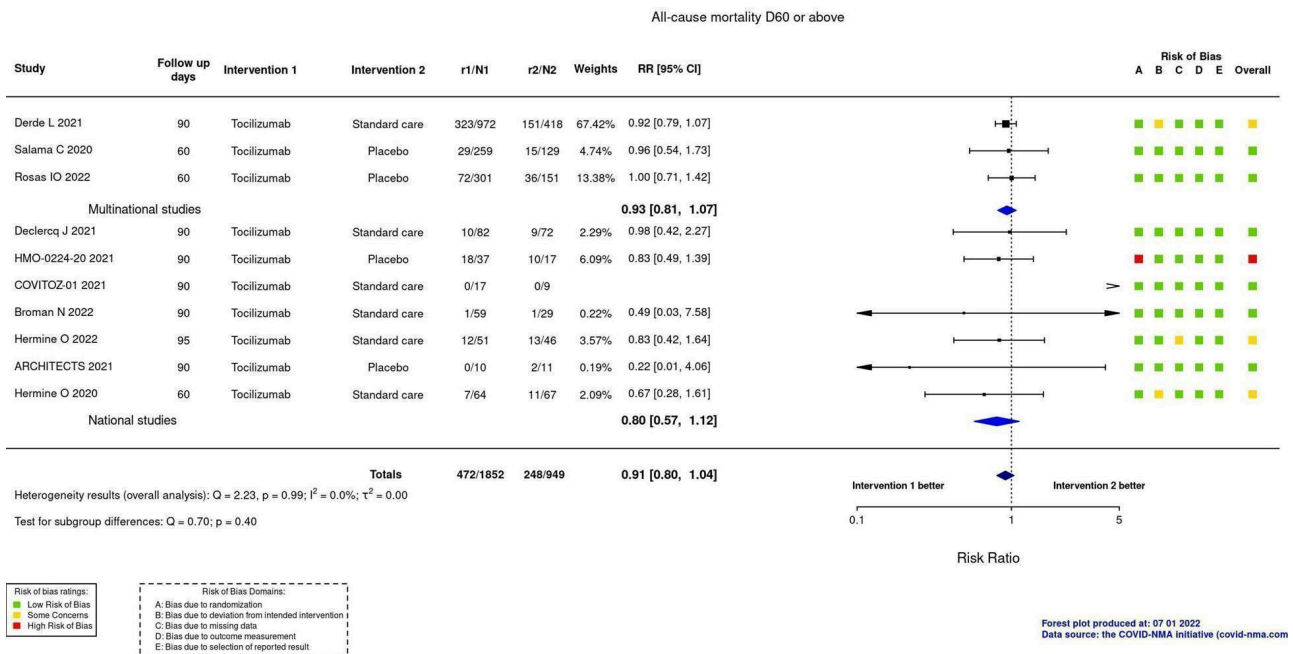 All-cause mortality D60 or above
Risk of Bias
Study Follow up days Intervention 1 Intervention 2 r1/N1 r2/N2 Weights RR [95% CI] A B C D E Overall
Derde L 2021 90 Tocilizumab Standard care 323/972 151/418 67.42% 0.92 [0.79, 1.07]
Salama C 2020 60 Tocilizumab Placebo 29/259 15/129 4.74% 0.96 [0.54, 1.73]
Rosas IO 2022 60 Tocilizumab Placebo 72/301 36/151 13.38% 1.00 [0.71, 1.42]
Multinational studies 0.93 [0.81, 1.07]
Declercq J 2021 90 Tocilizumab Standard care 10/82 9/72 2.29% 0.98 [0.42, 2.27]
HMO-0224-20 2021 90 Tocilizumab Placebo 18/37 10/17 6.09% 0.83 [0.49, 1.39]
COVITOZ-01 2021 90 Tocilizumab Standard care 0/17 0/9
Broman N 2022 90 Tocilizumab Standard care 1/59 1/29 0.22% 0.49 [0.03, 7.58]
Hermine O 2022 95 Tocilizumab Standard care 12/51 13/46 3.57% 0.83 [0.42, 1.64]
ARCHITECTS 2021 90 Tocilizumab Placebo 0/10 2/11 0.19% 0.22 [0.01, 4.06]
Hermine O 2020 60 Tocilizumab Standard care 7/64 11/67 2.09% 0.67 [0.28, 1.61]
National studies 0.80 [0.57, 1.12]
Totals 472/1852 248/949 0.91 [0.80, 1.04]
Heterogeneity results (overall analysis): Q = 2.23, p = 0.99; I² = 0.0%; τ² = 0.00
Intervention 1 better Intervention 2 better
Test for subgroup differences: Q = 0.70; p = 0.40
0.1 1 5
Risk Ratio
Risk of bias ratings:
Low Risk of Bias
Some Concerns
High Risk of Bias
Risk of Bias Domains:
A: Bias due to randomization
B: Bias due to deviation from intended intervention
C: Bias due to missing data
D: Bias due to outcome measurement
E: Bias due to selection of reported result
Forest plot produced at: 07 01 2022
Data source: the COVID-NMA initiative (covid-nma.com